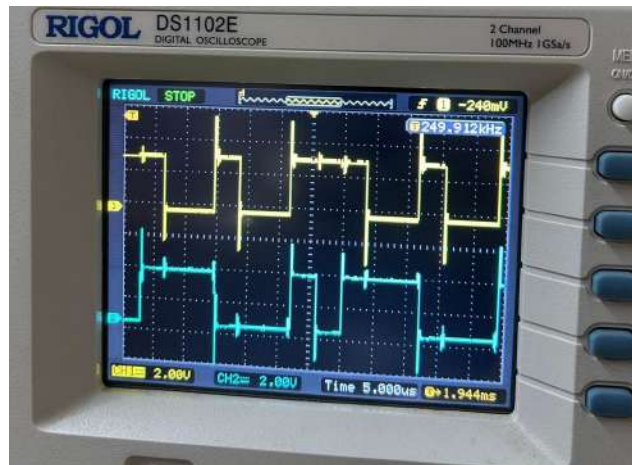 RIGOL DS1102E
DIGITAL OSCILLOSCOPE
2 Channel
100MHz 1GSa/s
RIGOL STOP
-240mV
249.912kHz
2.00V CH2 2.00V Time 5.000us 1.944ms